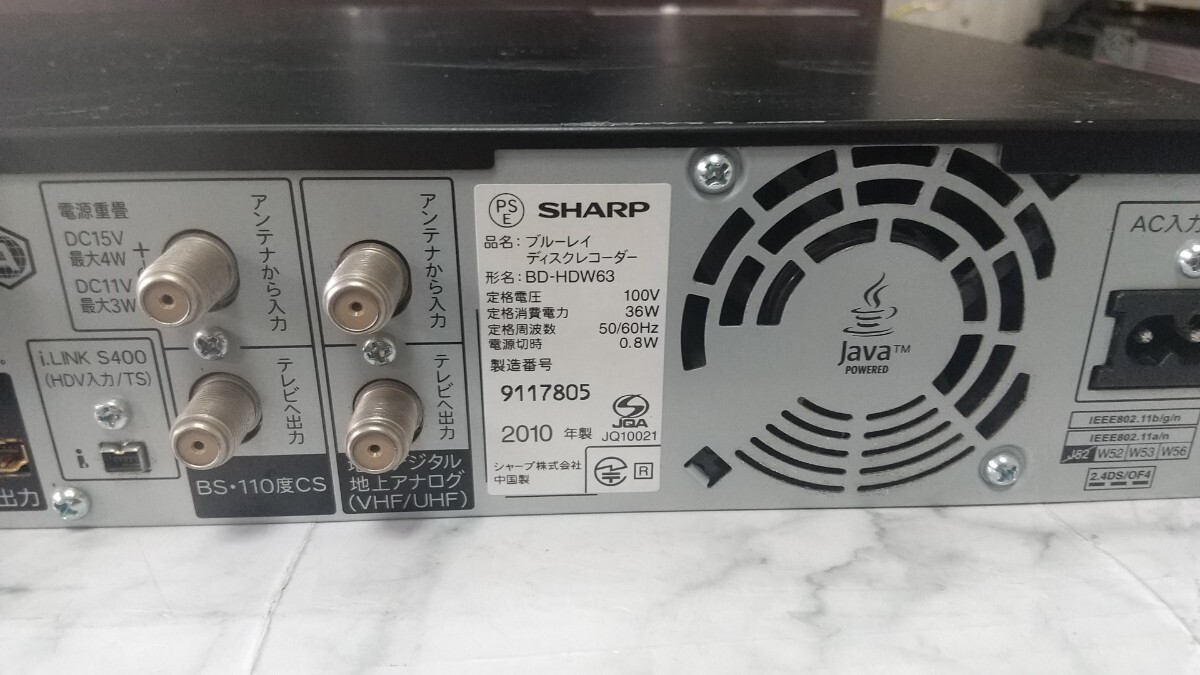 電源重畳
DC15V
最大4W
DC11V
最大3W
アンテナから入力
アンテナから入力
i.LINK S400
(HDV入力/TS)
テレビへ出力
テレビへ出力
出力
BS・110度CS
地上アナログ
(VHF/UHF)
PS
E
SHARP
品名: ブルーレイ
ディスクレコーダー
形名: BD-HDW63
定格電圧 100V
定格消費電力 36W
定格周波数 50/60Hz
電源切時 0.8W
製造番号
9117805
JQA
2010 年製 JQ10021
シャープ株式会社
中国製
R
Java™
POWERED
AC入力
IEEE802.11b/g/n
IEEE802.11a/n
J52 W52 W53 W56
2.4DS/OF4